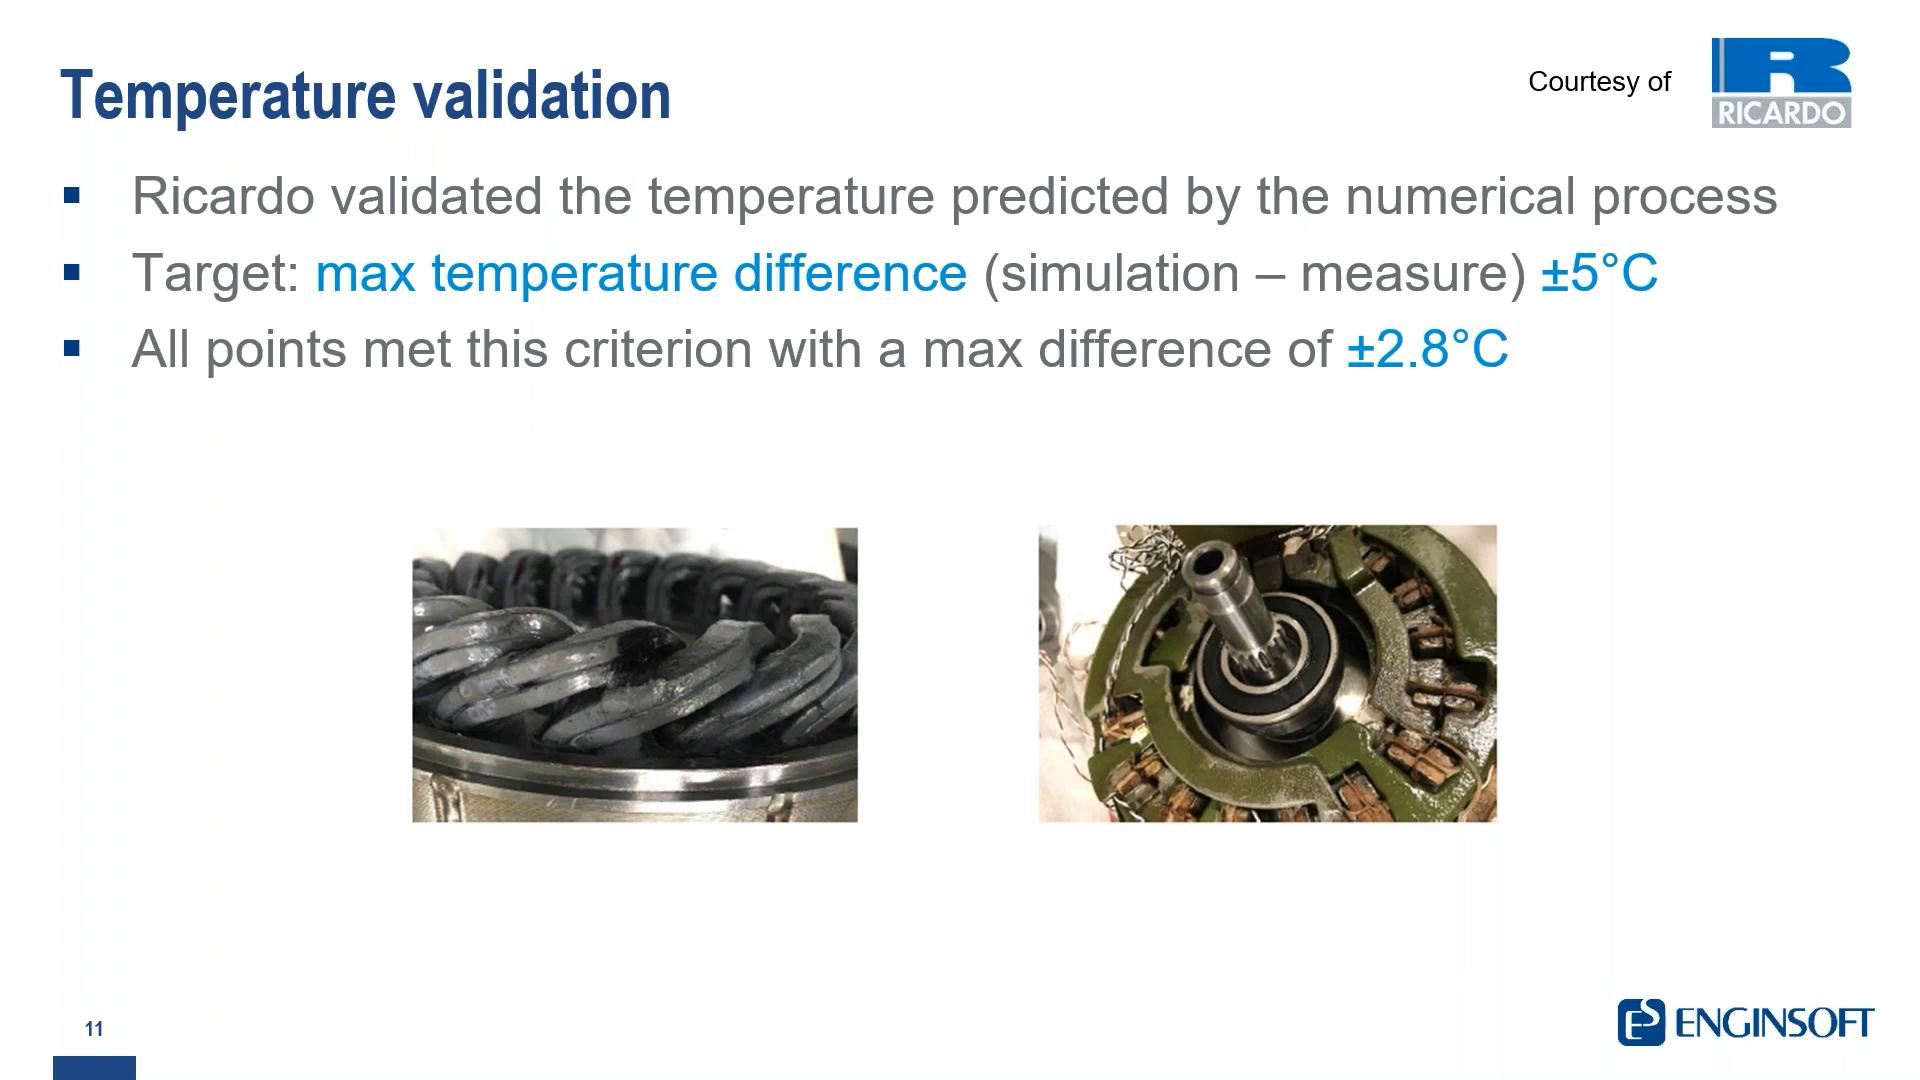 Temperature validation
Courtesy of
RICARDO
▪ Ricardo validated the temperature predicted by the numerical process
▪ Target: max temperature difference (simulation – measure) ±5°C
▪ All points met this criterion with a max difference of ±2.8°C
11
ES ENGINSOFT